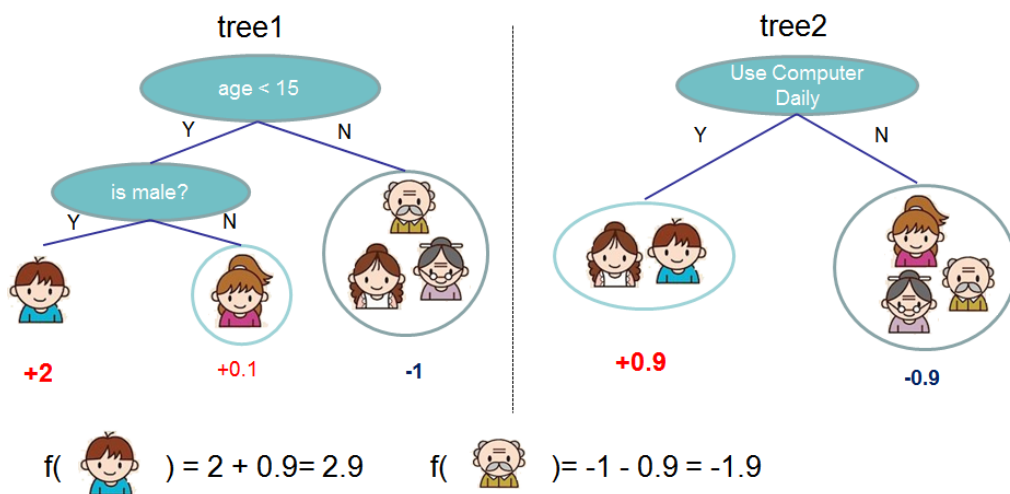 tree1
age < 15
Y
N
is male?
Y
N
+2
+0.1
-1
tree2
Use Computer
Daily
Y
N
+0.9
-0.9
f( ) = 2 + 0.9= 2.9
f( )= -1 - 0.9 = -1.9